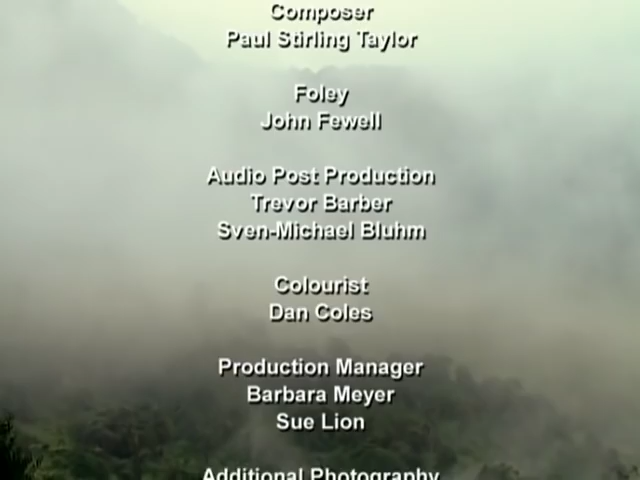 Composer
Paul Stirling Taylor
Foley
John Fewell
Audio Post Production
Trevor Barber
Sven-Michael Bluhm
Colourist
Dan Coles
Production Manager
Barbara Meyer
Sue Lion
Additional Photography